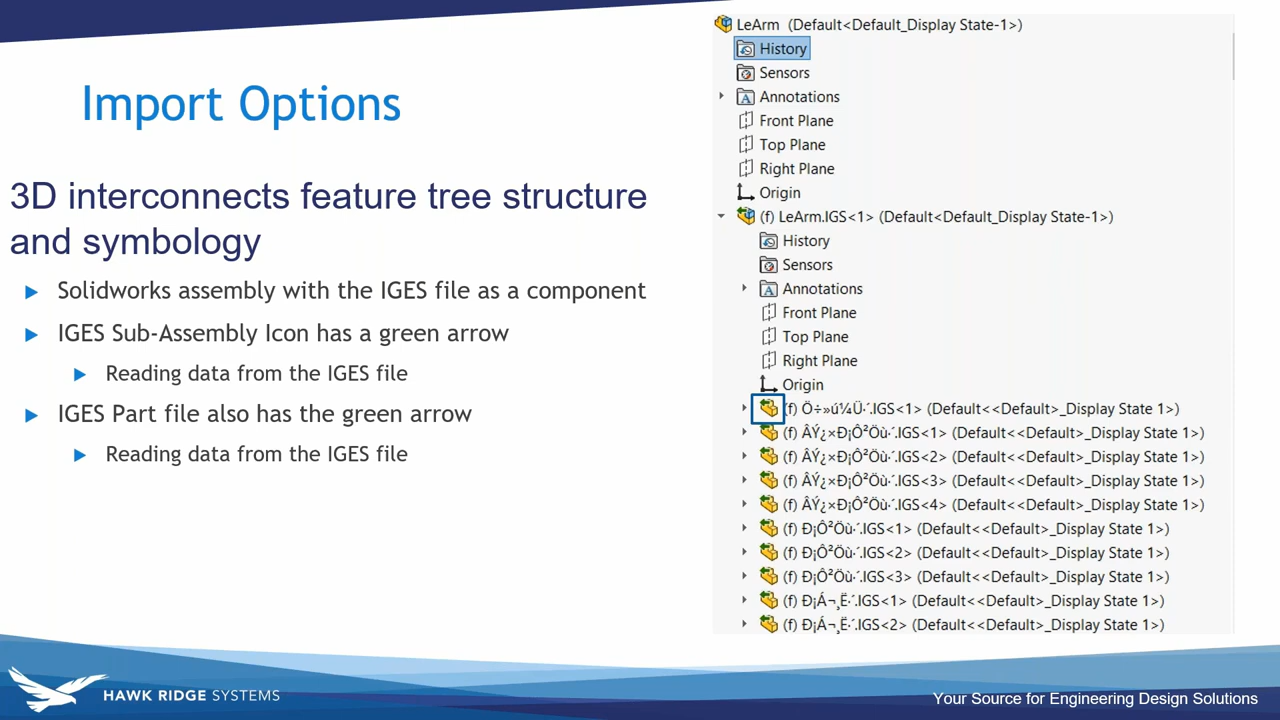 Import Options
3D interconnects feature tree structure
and symbology
Solidworks assembly with the IGES file as a component
IGES Sub-Assembly Icon has a green arrow
Reading data from the IGES file
IGES Part file also has the green arrow
Reading data from the IGES file
LeArm (Default<Default_Display State-1>)
History
Sensors
Annotations
Front Plane
Top Plane
Right Plane
Origin
(f) LeArm.IGS<1> (Default<Default_Display State-1>)
History
Sensors
Annotations
Front Plane
Top Plane
Right Plane
Origin
(f) Ö÷»ú¼Ü·´.IGS<1> (Default<<Default>_Display State 1>)
(f) ÂÝ¿×Ð¡Ô²Öù·´.IGS<1> (Default<<Default>_Display State 1>)
(f) ÂÝ¿×Ð¡Ô²Öù·´.IGS<2> (Default<<Default>_Display State 1>)
(f) ÂÝ¿×Ð¡Ô²Öù·´.IGS<3> (Default<<Default>_Display State 1>)
(f) ÂÝ¿×Ð¡Ô²Öù·´.IGS<4> (Default<<Default>_Display State 1>)
(f) Ð¡Ô²Öù·´.IGS<1> (Default<<Default>_Display State 1>)
(f) Ð¡Ô²Öù·´.IGS<2> (Default<<Default>_Display State 1>)
(f) Ð¡Ô²Öù·´.IGS<3> (Default<<Default>_Display State 1>)
(f) Ð¡Á¬¸Ë·´.IGS<1> (Default<<Default>_Display State 1>)
(f) Ð¡Á¬¸Ë·´.IGS<2> (Default<<Default>_Display State 1>)
HAWK RIDGE SYSTEMS
Your Source for Engineering Design Solutions